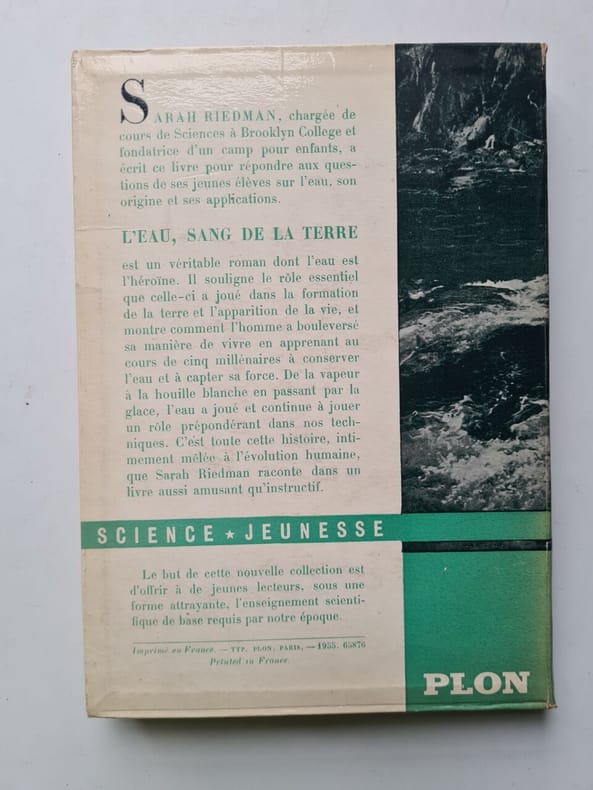 SARAH RIEDMAN, chargée de
cours de Sciences à Brooklyn College et
fondatrice d'un camp pour enfants, a
écrit ce livre pour répondre aux ques-
tions de ses jeunes élèves sur l'eau, son
origine et ses applications.
L'EAU, SANG DE LA TERRE
est un véritable roman dont l'eau est
l'héroïne. Il souligne le rôle essentiel
que celle-ci a joué dans la formation
de la terre et l'apparition de la vie, et
montre comment l'homme a bouleversé
sa manière de vivre en apprenant au
cours de cinq millénaires à conserver
l'eau et à capter sa force. De la vapeur
à la houille blanche en passant par la
glace, l'eau a joué et continue à jouer
un rôle prépondérant dans nos tech-
niques. C'est toute cette histoire, inti-
mement mêlée à l'évolution humaine,
que Sarah Riedman raconte dans un
livre aussi amusant qu'instructif.
SCIENCE ★ JEUNESSE
Le but de cette nouvelle collection est
d'offrir à de jeunes lecteurs, sous une
forme attrayante, l'enseignement scienti-
fique de base requis par notre époque.
Imprimé en France. — TYP. PLON, PARIS, — 1955. 65876
Printed in France.
PLON